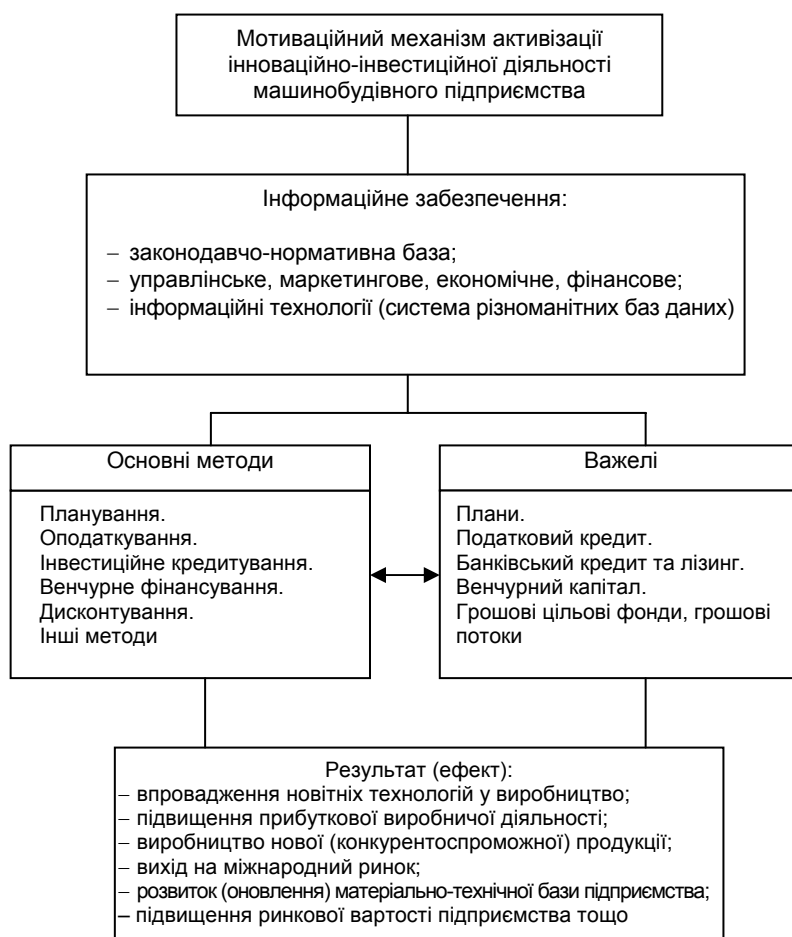 Мотиваційний механізм активізації
інноваційно-інвестиційної діяльності
машинобудівного підприємства
Інформаційне забезпечення:
– законодавчо-нормативна база;
– управлінське, маркетингове, економічне, фінансове;
– інформаційні технології (система різноманітних баз даних)
Основні методи
Планування.
Оподаткування.
Інвестиційне кредитування.
Венчурне фінансування.
Дисконтування.
Інші методи
Важелі
Плани.
Податковий кредит.
Банківський кредит та лізинг.
Венчурний капітал.
Грошові цільові фонди, грошові
потоки
Результат (ефект):
– впровадження новітніх технологій у виробництво;
– підвищення прибуткової виробничої діяльності;
– виробництво нової (конкурентоспроможної) продукції;
– вихід на міжнародний ринок;
– розвиток (оновлення) матеріально-технічної бази підприємства;
– підвищення ринкової вартості підприємства тощо